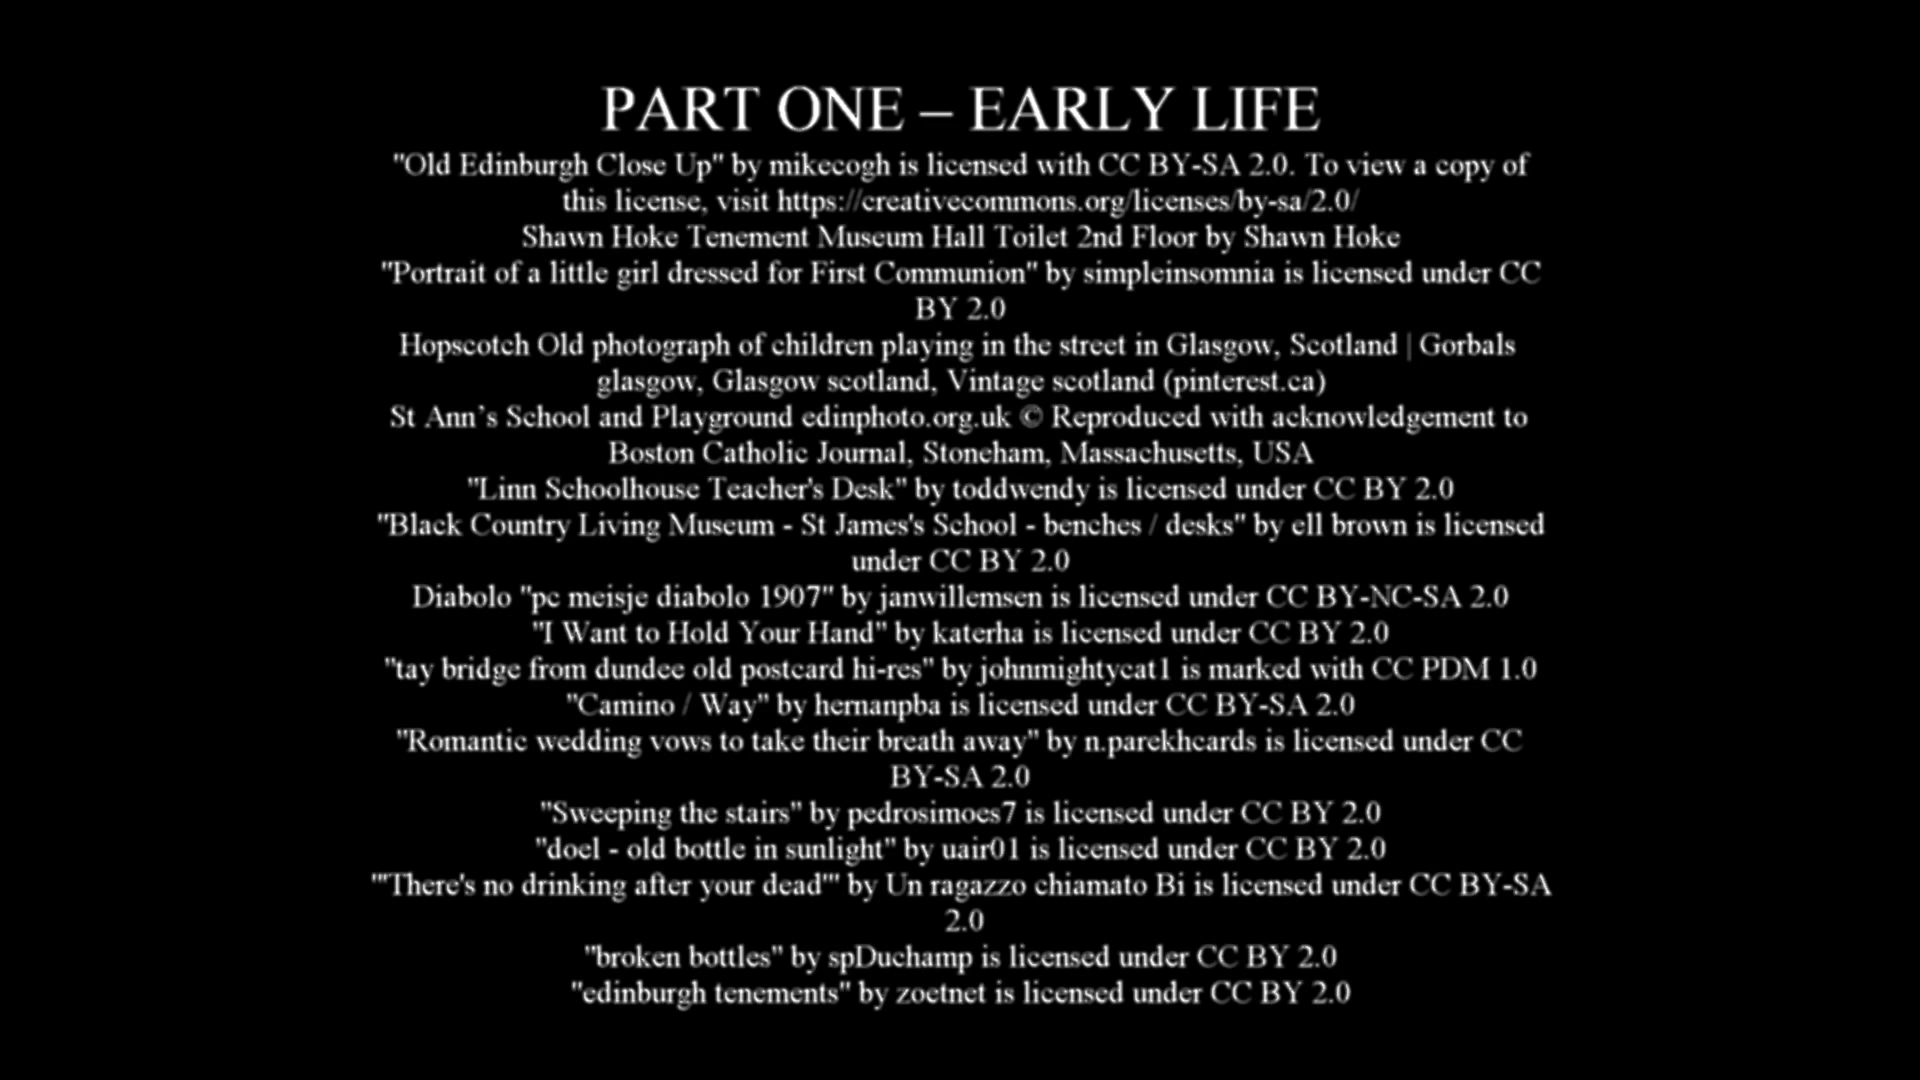 PART ONE – EARLY LIFE
"Old Edinburgh Close Up" by mikecogh is licensed with CC BY-SA 2.0. To view a copy of
this license, visit https://creativecommons.org/licenses/by-sa/2.0/
Shawn Hoke Tenement Museum Hall Toilet 2nd Floor by Shawn Hoke
"Portrait of a little girl dressed for First Communion" by simpleinsomnia is licensed under CC
BY 2.0
Hopscotch Old photograph of children playing in the street in Glasgow, Scotland | Gorbals
glasgow, Glasgow scotland, Vintage scotland (pinterest.ca)
St Ann’s School and Playground edinphoto.org.uk © Reproduced with acknowledgement to
Boston Catholic Journal, Stoneham, Massachusetts, USA
"Linn Schoolhouse Teacher's Desk" by toddwendy is licensed under CC BY 2.0
"Black Country Living Museum - St James's School - benches / desks" by ell brown is licensed
under CC BY 2.0
Diabolo "pc meisje diabolo 1907" by janwillemsen is licensed under CC BY-NC-SA 2.0
"I Want to Hold Your Hand" by katerha is licensed under CC BY 2.0
"tay bridge from dundee old postcard hi-res" by johnmightycat1 is marked with CC PDM 1.0
"Camino / Way" by hernanpba is licensed under CC BY-SA 2.0
"Romantic wedding vows to take their breath away" by n.parekhcards is licensed under CC
BY-SA 2.0
"Sweeping the stairs" by pedrosimoes7 is licensed under CC BY 2.0
"doel - old bottle in sunlight" by uair01 is licensed under CC BY 2.0
"'There's no drinking after your dead'" by Un ragazzo chiamato Bi is licensed under CC BY-SA
2.0
"broken bottles" by spDuchamp is licensed under CC BY 2.0
"edinburgh tenements" by zoetnet is licensed under CC BY 2.0